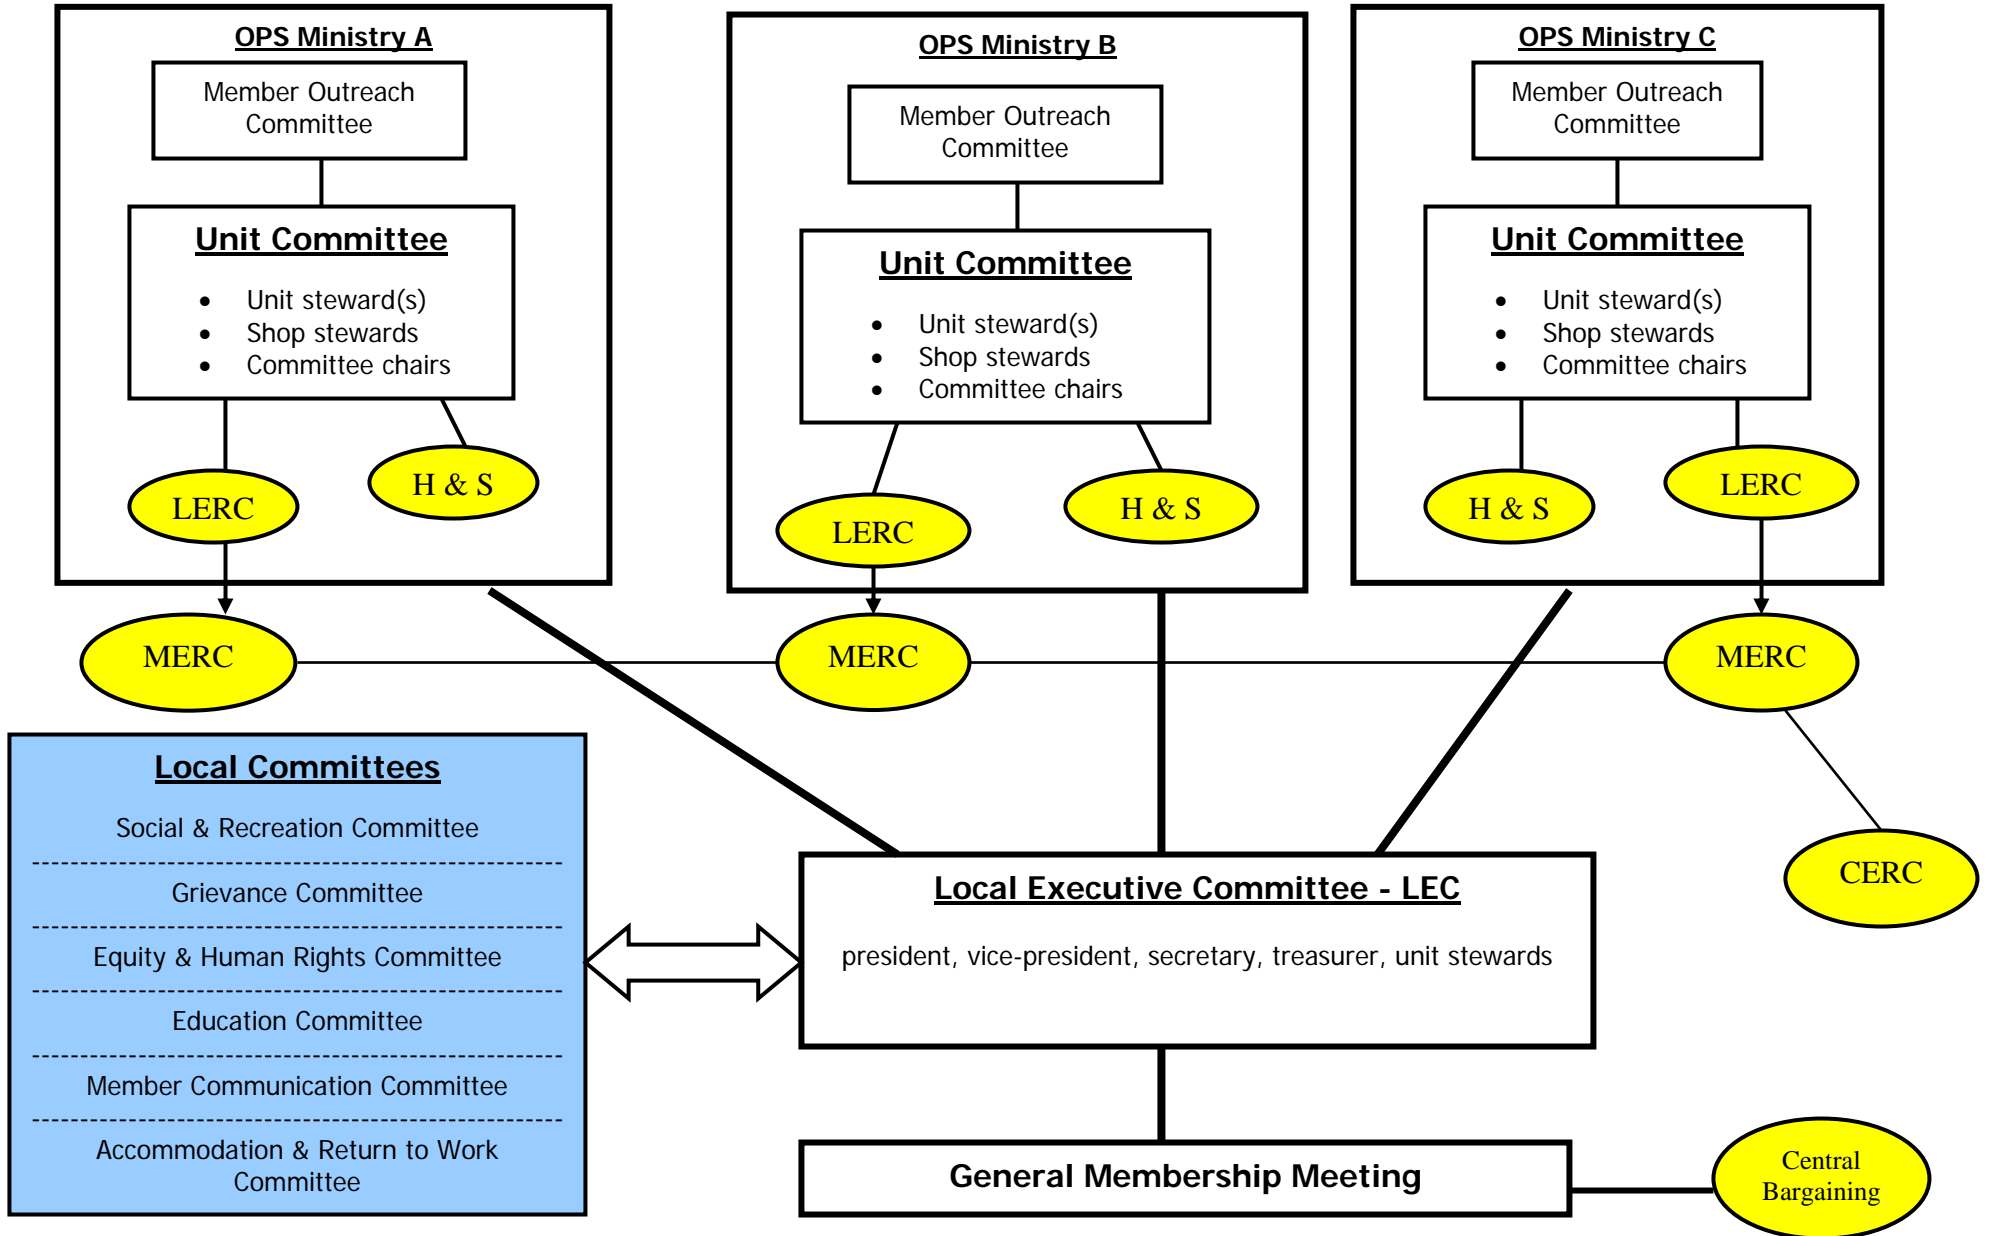 OPS Ministry A
Member Outreach
Committee
Unit Committee
• Unit steward(s)
• Shop stewards
• Committee chairs
LERC
H & S
MERC
OPS Ministry B
Member Outreach
Committee
Unit Committee
• Unit steward(s)
• Shop stewards
• Committee chairs
LERC
H & S
MERC
OPS Ministry C
Member Outreach
Committee
Unit Committee
• Unit steward(s)
• Shop stewards
• Committee chairs
H & S
LERC
MERC
CERC
Local Committees
Social & Recreation Committee
Grievance Committee
Equity & Human Rights Committee
Education Committee
Member Communication Committee
Accommodation & Return to Work
Committee
Local Executive Committee - LEC
president, vice-president, secretary, treasurer, unit stewards
General Membership Meeting
Central
Bargaining